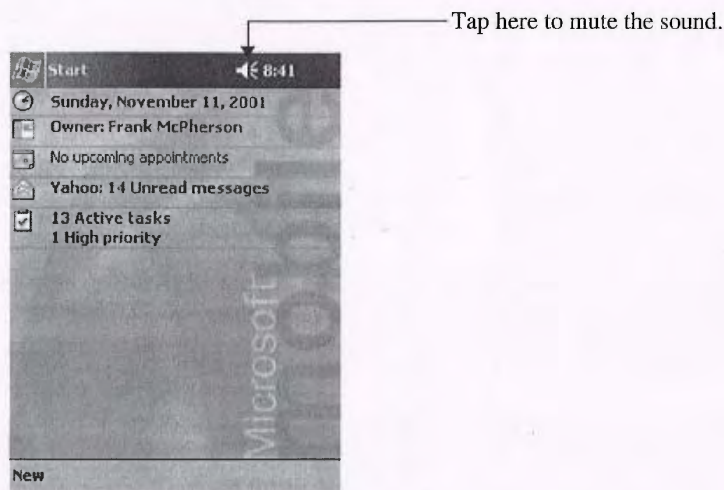 Tap here to mute the sound.
Start 8:41
Sunday, November 11, 2001
Owner: Frank McPherson
No upcoming appointments
Yahoo: 14 Unread messages
13 Active tasks
1 High priority
Microsoft
mobile
New